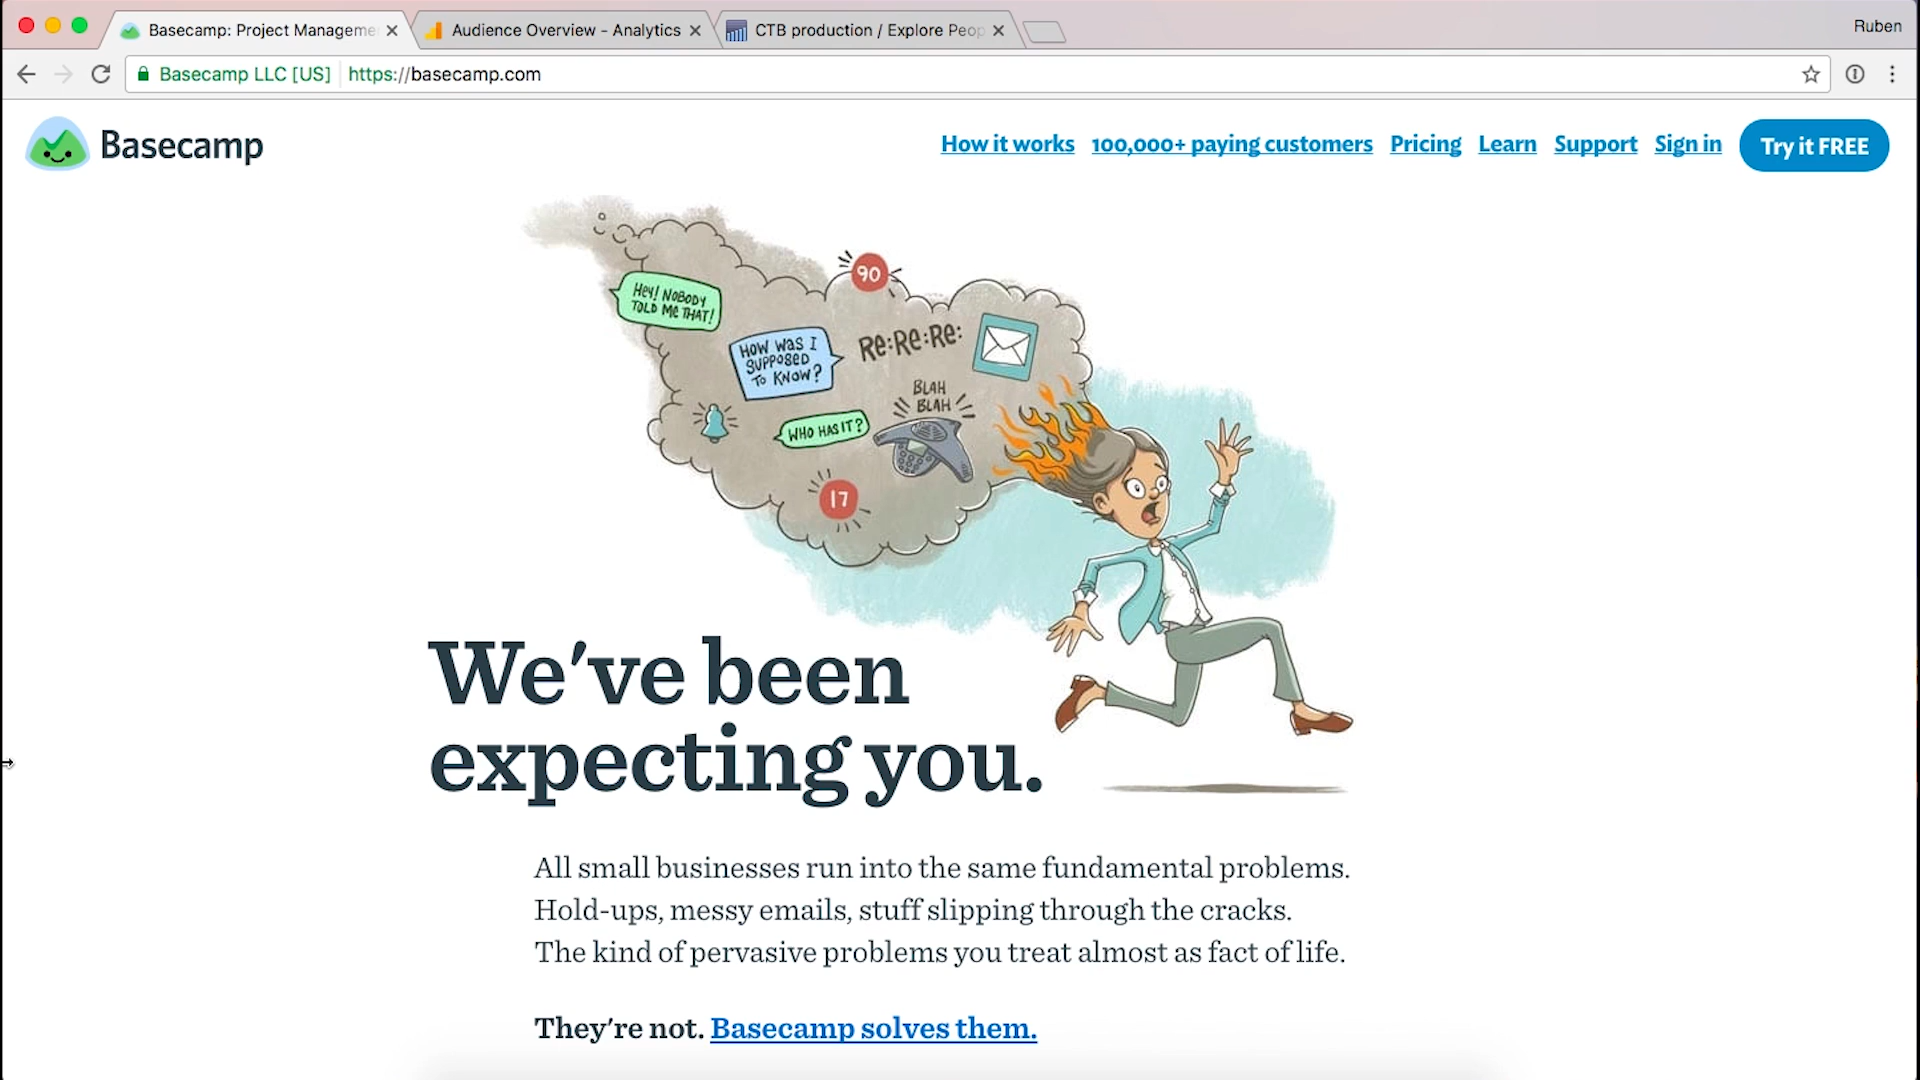 Basecamp: Project Manageme
Audience Overview - Analytics
CTB production / Explore Peop
Ruben
Basecamp LLC [US]
https://basecamp.com
Basecamp
How it works
100,000+ paying customers
Pricing
Learn
Support
Sign in
Try it FREE
90
HEY! NOBODY
TOLD ME THAT!
HOW WAS I
SUPPOSED
TO KNOW?
Re:Re:Re:
BLAH
BLAH
WHO HAS IT?
17
We've been
expecting you.
All small businesses run into the same fundamental problems.
Hold-ups, messy emails, stuff slipping through the cracks.
The kind of pervasive problems you treat almost as fact of life.
They're not. Basecamp solves them.